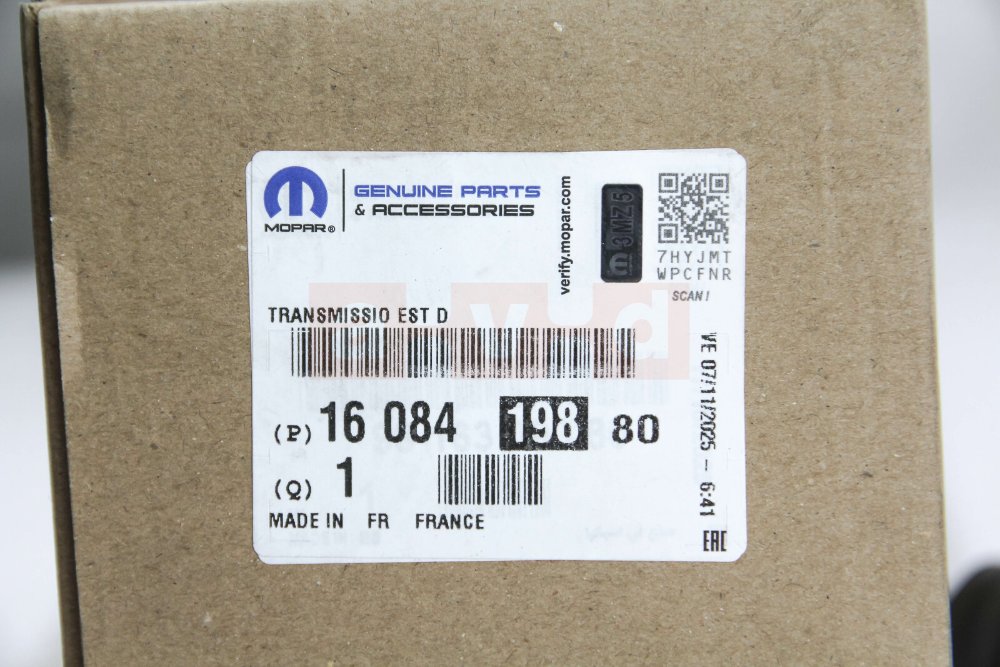 MOPAR®
GENUINE PARTS
& ACCESSORIES
verify.mopar.com
3MZ5
7HYJMT
WPCFNR
SCAN!
TRANSMISSIO EST D
(P) 16 084 198 80
(Q) 1
MADE IN FR FRANCE
VE 07/11/2025 - 6:41
EAC